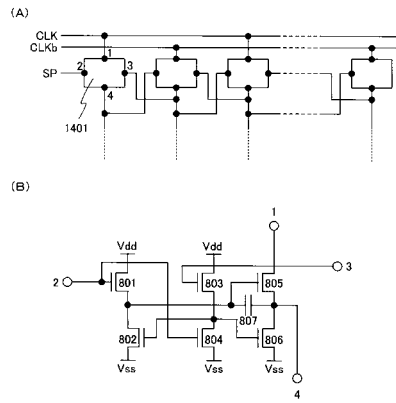 (A)
CLK
CLKb
1
SP 2 3
4
1401
(B)
1
Vdd Vdd
3
2 801 803 805
807
802 804 806
Vss Vss Vss
4